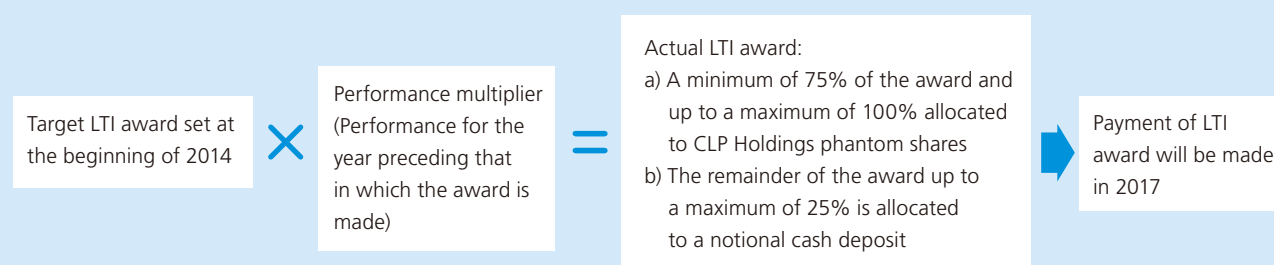 Target LTI award set at
the beginning of 2014
×
Performance multiplier
(Performance for the
year preceding that
in which the award is
made)
=
Actual LTI award:
a) A minimum of 75% of the award and
up to a maximum of 100% allocated
to CLP Holdings phantom shares
b) The remainder of the award up to
a maximum of 25% is allocated
to a notional cash deposit
Payment of LTI
award will be made
in 2017